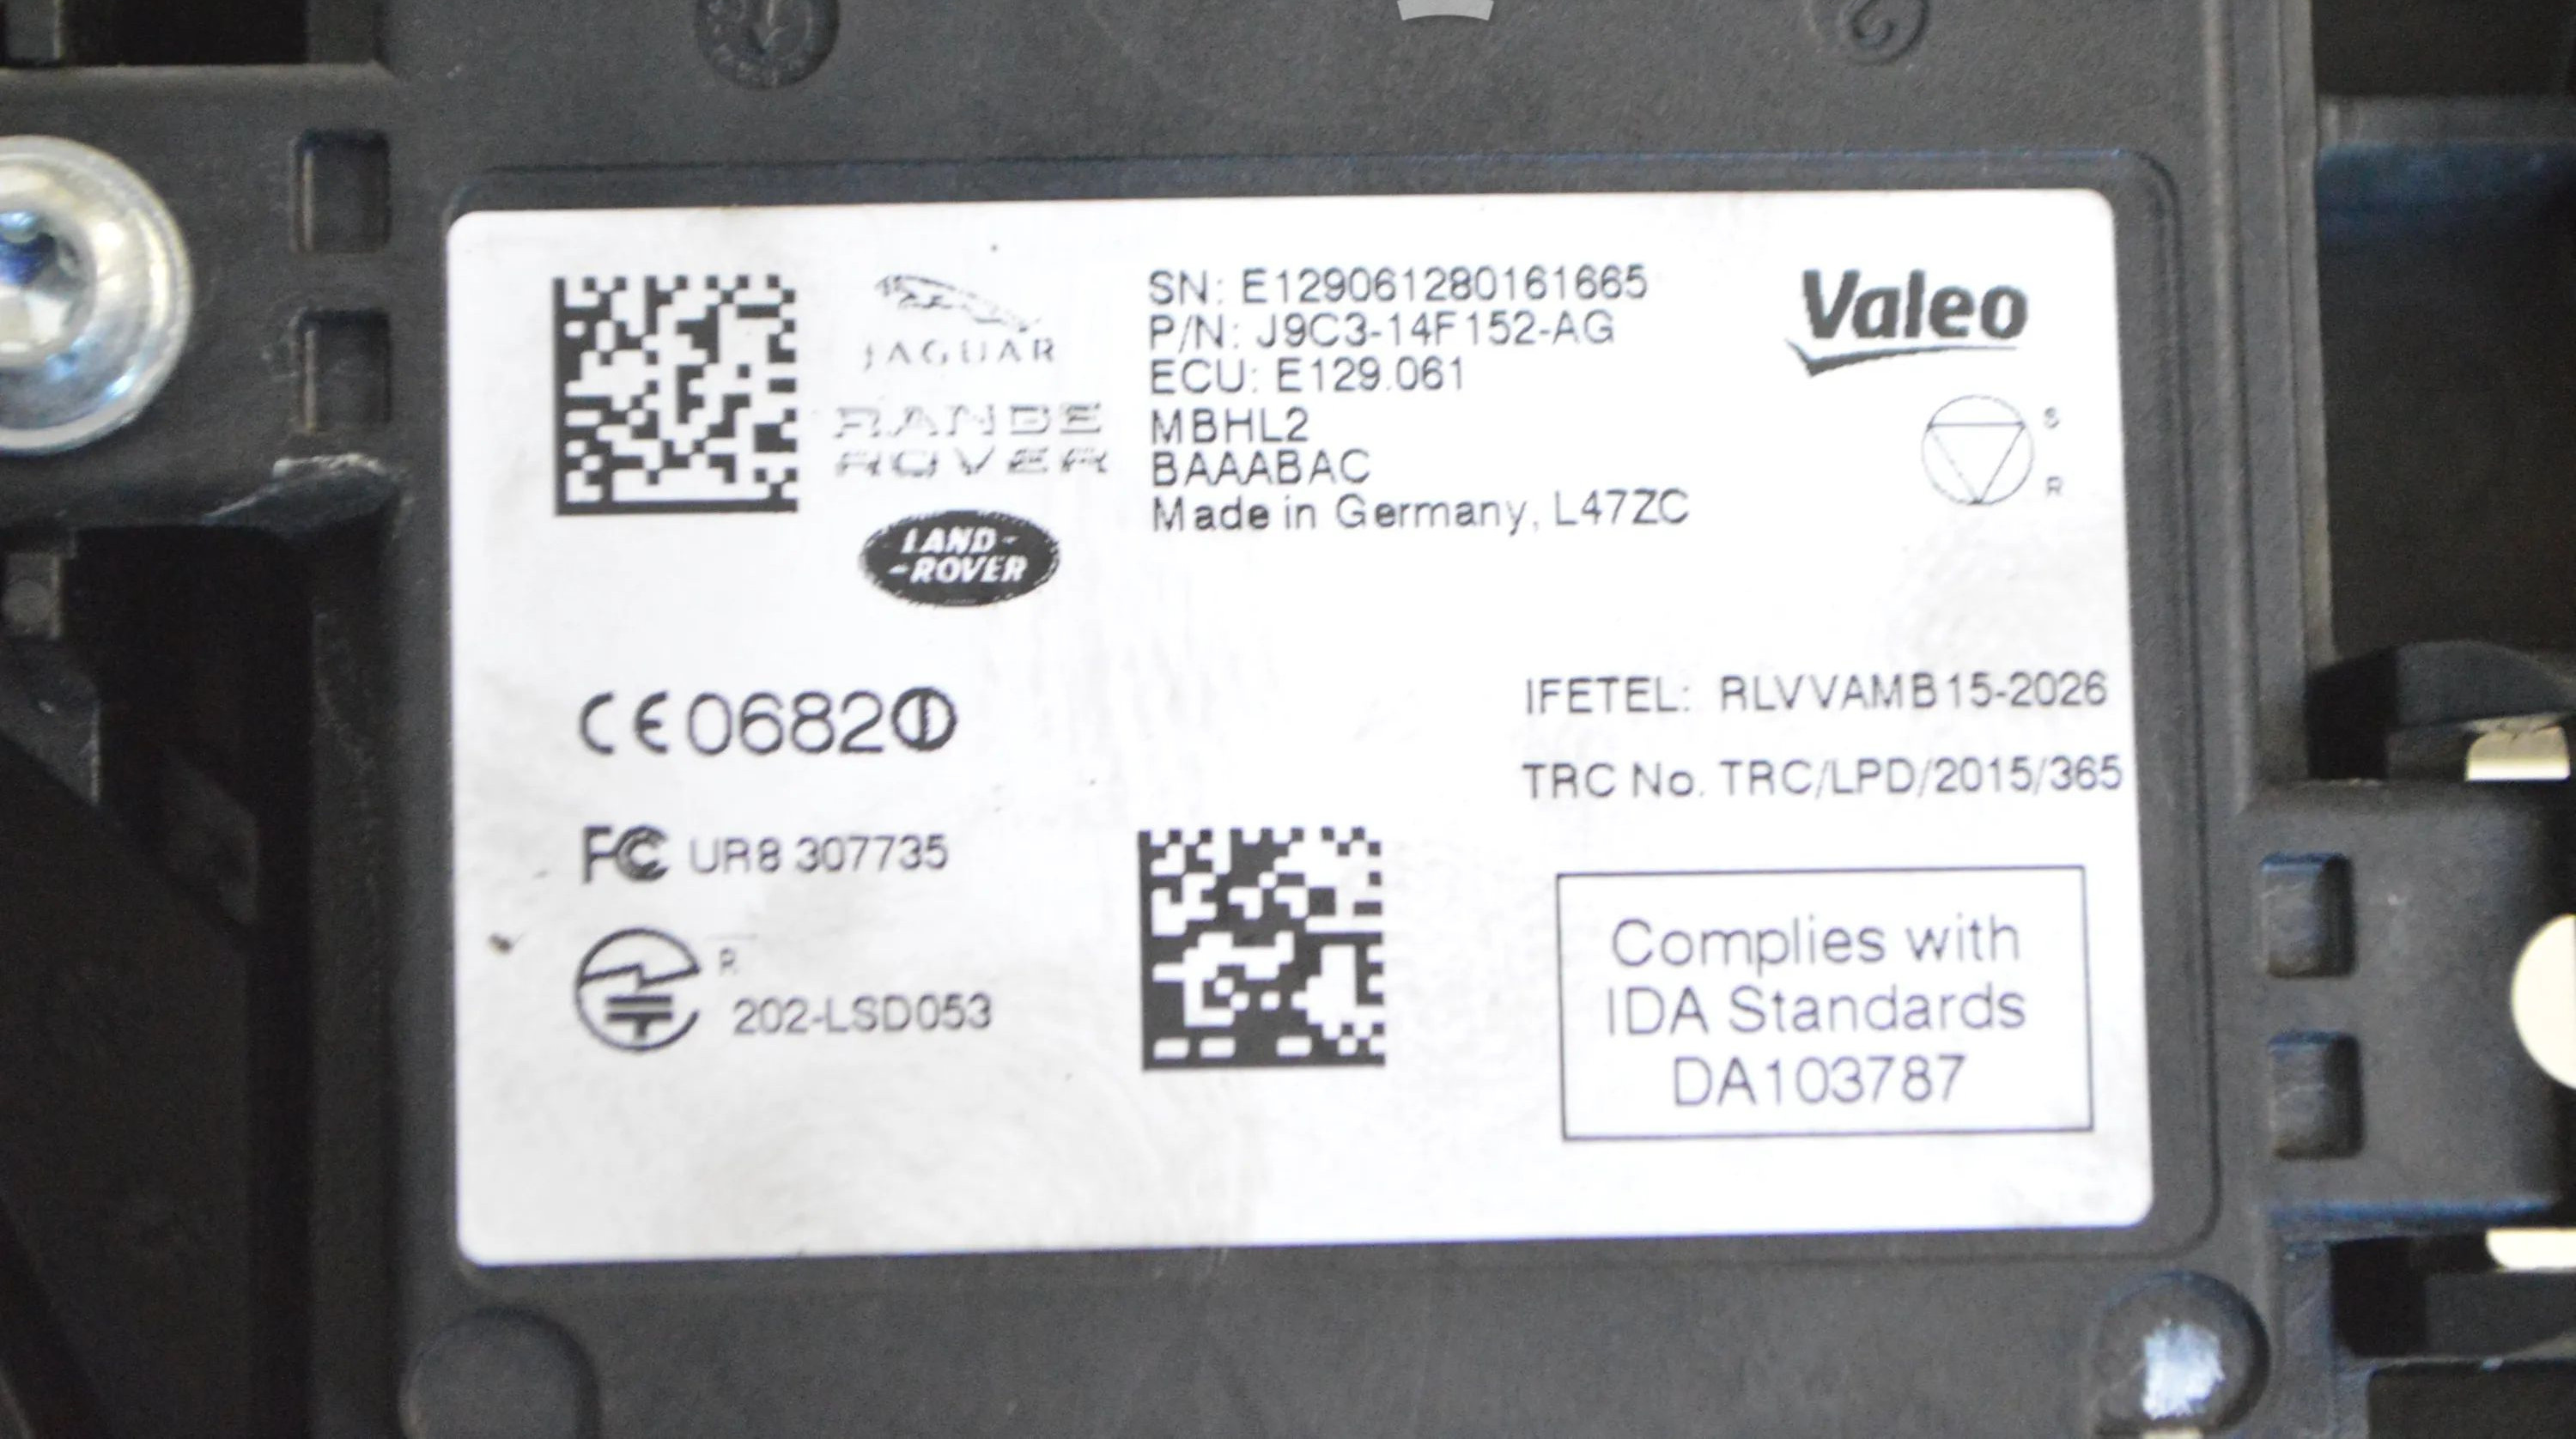 SN: E129061280161665
P/N: J9C3-14F152-AG
ECU: E129.061
MBHL2
BAAABAC
Made in Germany, L47ZC
JAGUAR
RANGE
ROVER
LAND-
-ROVER
Valeo
S
R
CE0682
FC UR8 307735
R
202-LSD053
IFETEL: RLVVAMB15-2026
TRC No. TRC/LPD/2015/365
Complies with
IDA Standards
DA103787